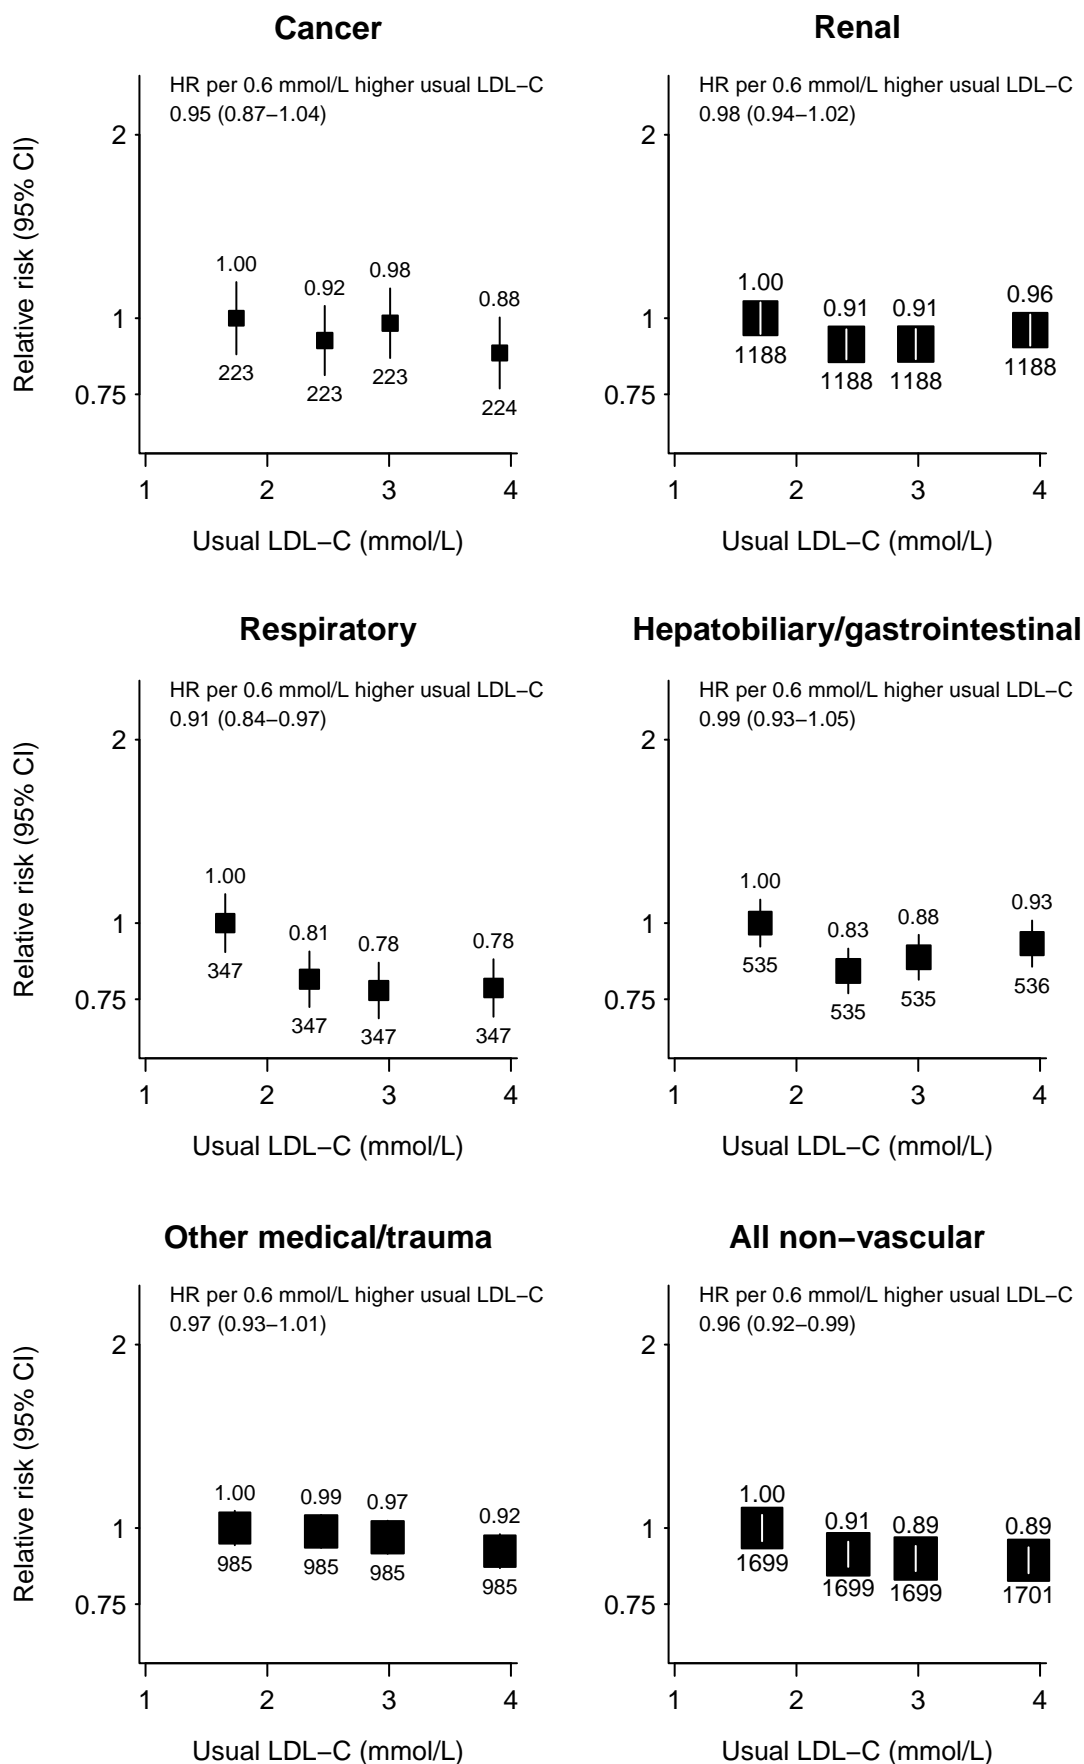 Cancer
HR per 0.6 mmol/L higher usual LDL−C
0.95 (0.87−1.04)
Relative risk (95% CI)
2
1
0.75
1.00
0.92
0.98
0.88
223
223
223
224
1 2 3 4
Usual LDL−C (mmol/L)
Renal
HR per 0.6 mmol/L higher usual LDL−C
0.98 (0.94−1.02)
2
1
0.75
1.00
0.91
0.91
0.96
1188
1188
1188
1188
1 2 3 4
Usual LDL−C (mmol/L)
Respiratory
HR per 0.6 mmol/L higher usual LDL−C
0.91 (0.84−0.97)
Relative risk (95% CI)
2
1
0.75
1.00
0.81
0.78
0.78
347
347
347
347
1 2 3 4
Usual LDL−C (mmol/L)
Hepatobiliary/gastrointestinal
HR per 0.6 mmol/L higher usual LDL−C
0.99 (0.93−1.05)
2
1
0.75
1.00
0.83
0.88
0.93
535
535
535
536
1 2 3 4
Usual LDL−C (mmol/L)
Other medical/trauma
HR per 0.6 mmol/L higher usual LDL−C
0.97 (0.93−1.01)
Relative risk (95% CI)
2
1
0.75
1.00
0.99
0.97
0.92
985
985
985
985
1 2 3 4
Usual LDL−C (mmol/L)
All non−vascular
HR per 0.6 mmol/L higher usual LDL−C
0.96 (0.92−0.99)
2
1
0.75
1.00
0.91
0.89
0.89
1699
1699
1699
1701
1 2 3 4
Usual LDL−C (mmol/L)